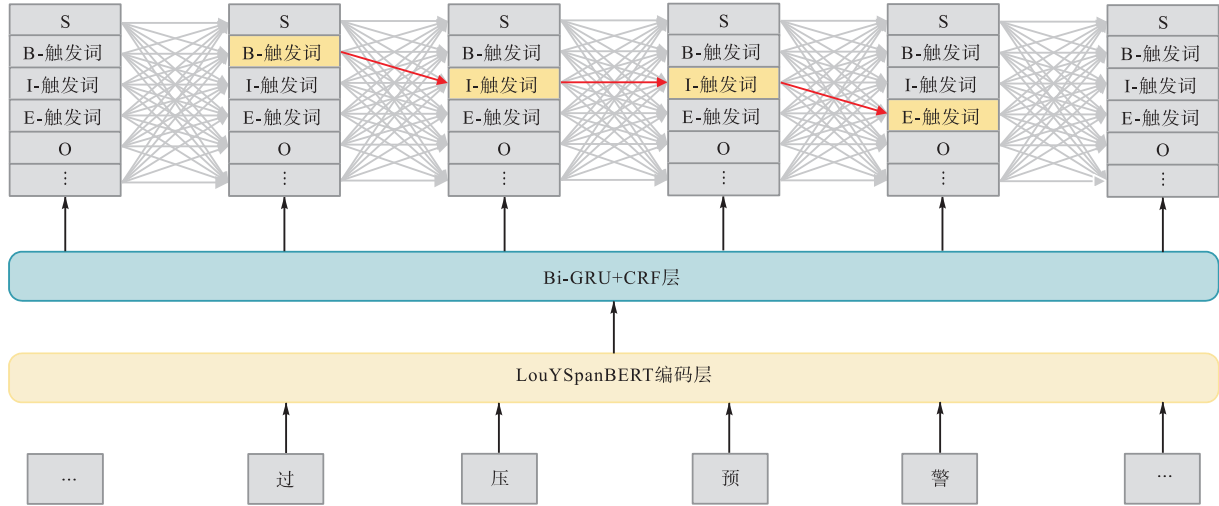 S S S S S S
B-触发词 B-触发词 B-触发词 B-触发词 B-触发词 B-触发词
I-触发词 I-触发词 I-触发词 I-触发词 I-触发词 I-触发词
E-触发词 E-触发词 E-触发词 E-触发词 E-触发词 E-触发词
O O O O O O
⋮ ⋮ ⋮ ⋮ ⋮ ⋮
Bi-GRU+CRF层
LouYSpanBERT编码层
… 过 压 预 警 …